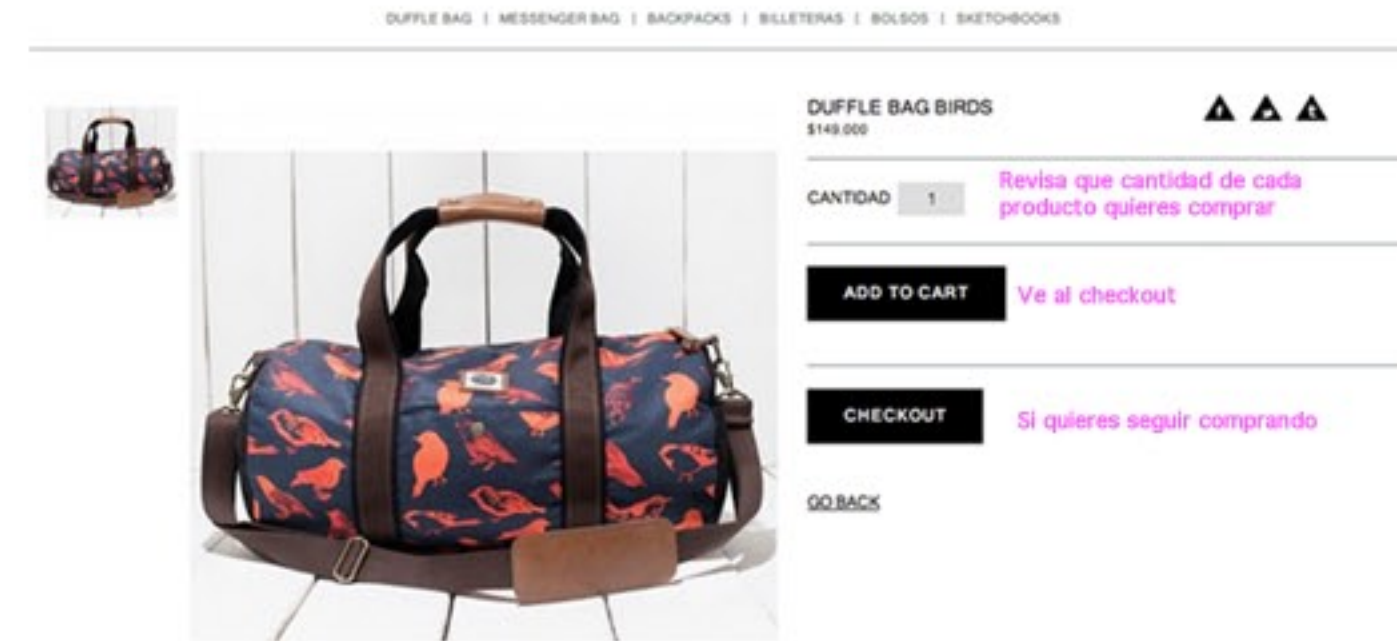 DUFFLE BAG | MESSENGER BAG | BACKPACKS | BILLETERAS | BOLSOS | SKETCHBOOKS
DUFFLE BAG BIRDS
$149.000
CANTIDAD 1
Revisa que cantidad de cada
producto quieres comprar
ADD TO CART
Ve al checkout
CHECKOUT
Si quieres seguir comprando
GO BACK